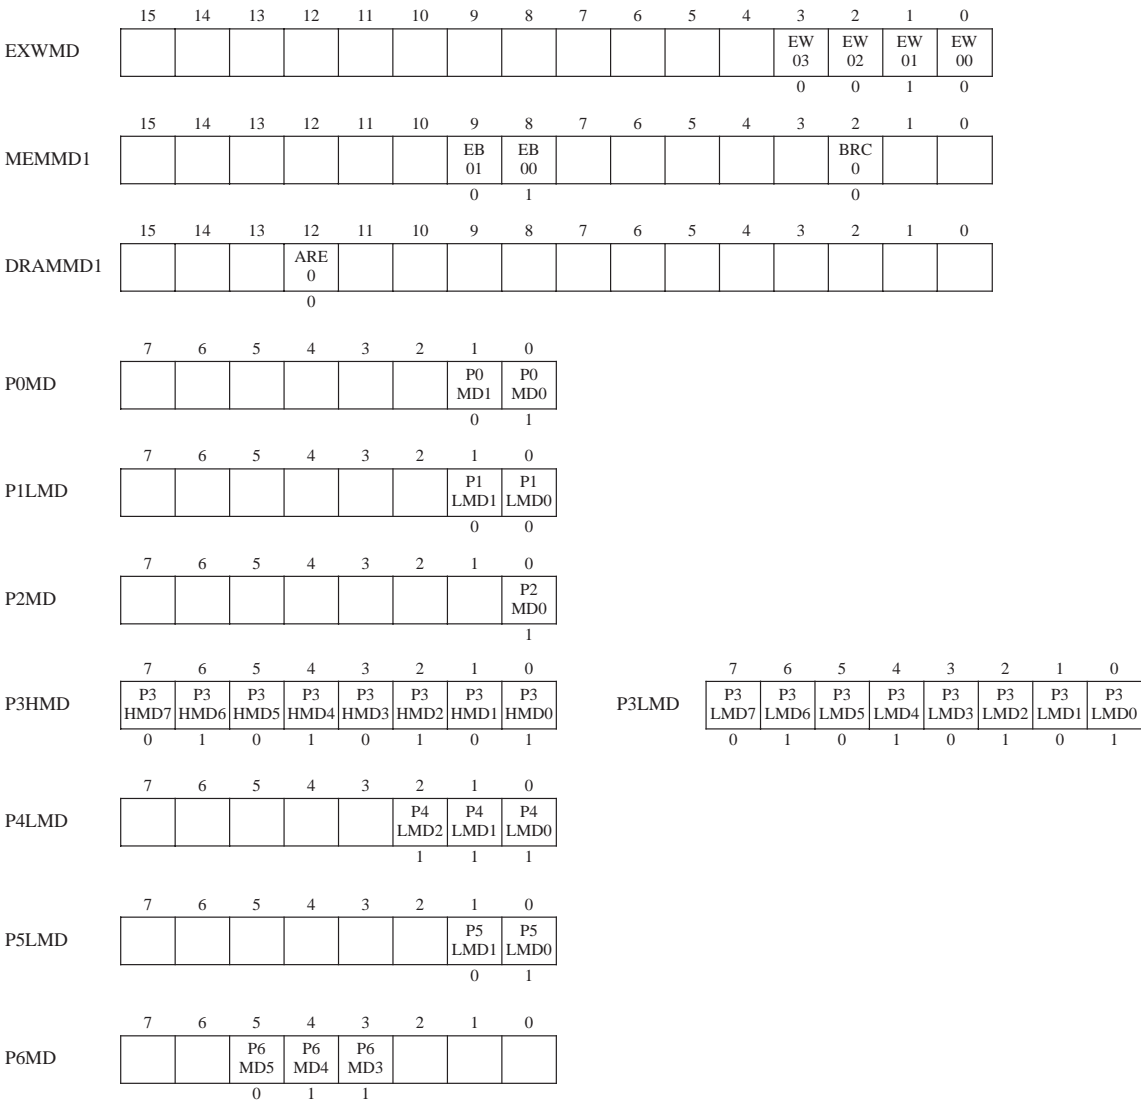 15 14 13 12 11 10 9 8 7 6 5 4 3 2 1 0
EXWMD
EW 03 EW 02 EW 01 EW 00
0 0 1 0
15 14 13 12 11 10 9 8 7 6 5 4 3 2 1 0
MEMMD1
EB 01 EB 00 BRC 0
0 1 0
15 14 13 12 11 10 9 8 7 6 5 4 3 2 1 0
DRAMMD1
ARE 0
0
7 6 5 4 3 2 1 0
P0MD
P0 MD1 P0 MD0
0 1
7 6 5 4 3 2 1 0
P1LMD
P1 LMD1 P1 LMD0
0 0
7 6 5 4 3 2 1 0
P2MD
P2 MD0
1
7 6 5 4 3 2 1 0
P3HMD
P3 HMD7 P3 HMD6 P3 HMD5 P3 HMD4 P3 HMD3 P3 HMD2 P3 HMD1 P3 HMD0
0 1 0 1 0 1 0 1
7 6 5 4 3 2 1 0
P3LMD
P3 LMD7 P3 LMD6 P3 LMD5 P3 LMD4 P3 LMD3 P3 LMD2 P3 LMD1 P3 LMD0
0 1 0 1 0 1 0 1
7 6 5 4 3 2 1 0
P4LMD
P4 LMD2 P4 LMD1 P4 LMD0
1 1 1
7 6 5 4 3 2 1 0
P5LMD
P5 LMD1 P5 LMD0
0 1
7 6 5 4 3 2 1 0
P6MD
P6 MD5 P6 MD4 P6 MD3
0 1 1